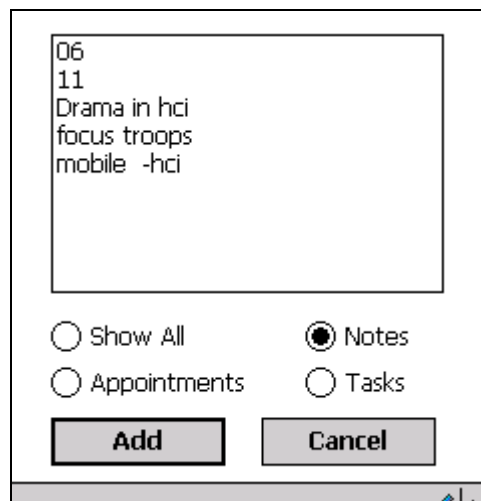 06
11
Drama in hci
focus troops
mobile  -hci
Show All
Notes
Appointments
Tasks
Add
Cancel